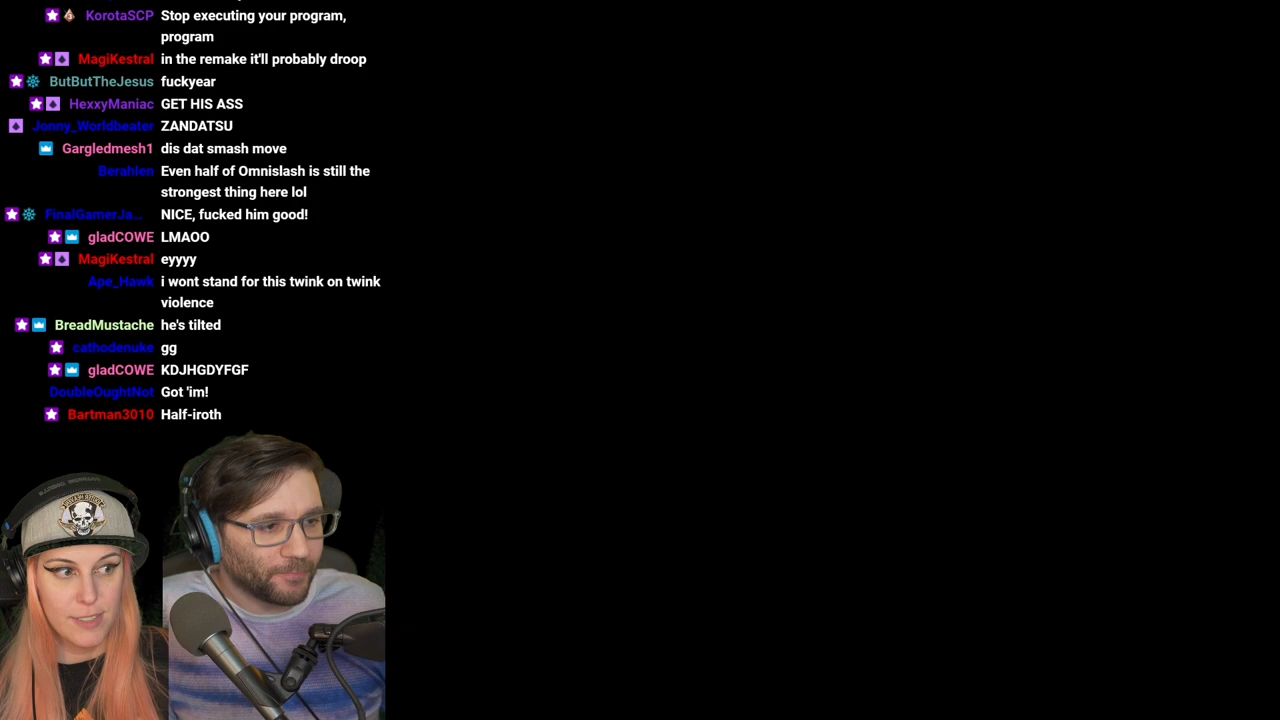 KorotaSCP Stop executing your program,
program
MagiKestral in the remake it'll probably droop
ButButTheJesus fuckyear
HexxyManiac GET HIS ASS
Jonny_Worldbeater ZANDATSU
Gargledmesh1 dis dat smash move
Berahlen Even half of Omnislash is still the
strongest thing here lol
FinalGamerJa... NICE, fucked him good!
gladCOWE LMAOO
MagiKestral eyyyy
Ape_Hawk i wont stand for this twink on twink
violence
BreadMustache he's tilted
cathodenuke gg
gladCOWE KDJHGDYFGF
DoubleOughtNot Got 'im!
Bartman3010 Half-iroth